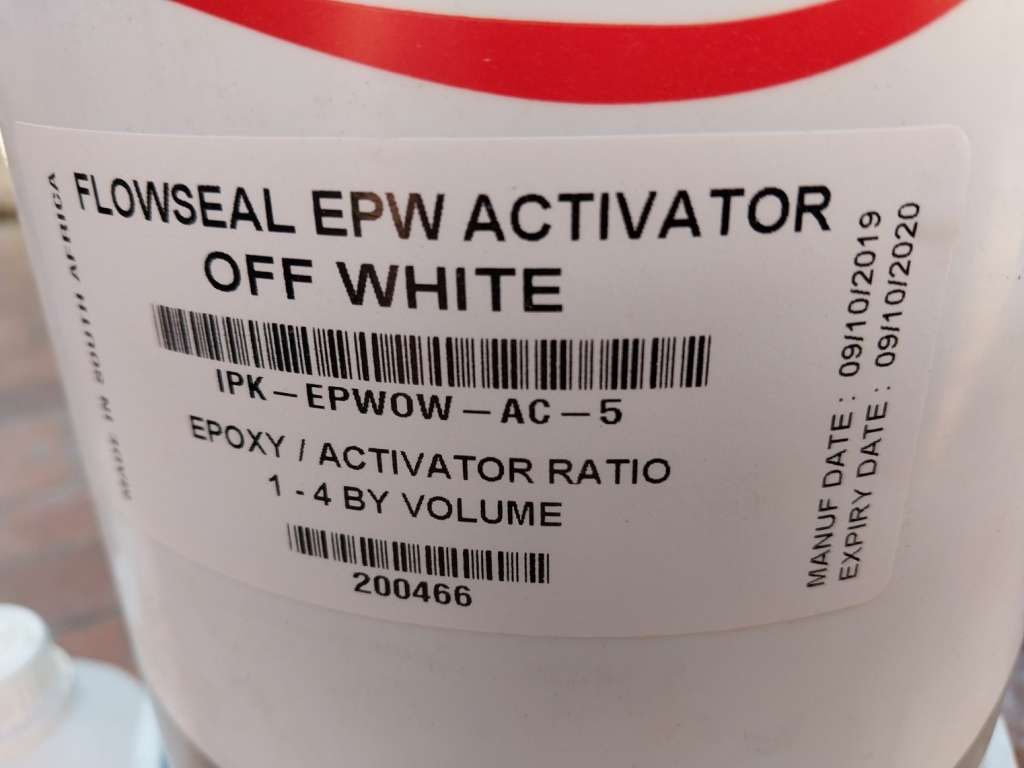 FLOWSEAL EPW ACTIVATOR
OFF WHITE
IPK-EPWOW-AC-5
EPOXY / ACTIVATOR RATIO
1 - 4 BY VOLUME
200466
MADE IN SOUTH AFRICA
MANUF DATE : 09/10/2019
EXPIRY DATE : 09/10/2020